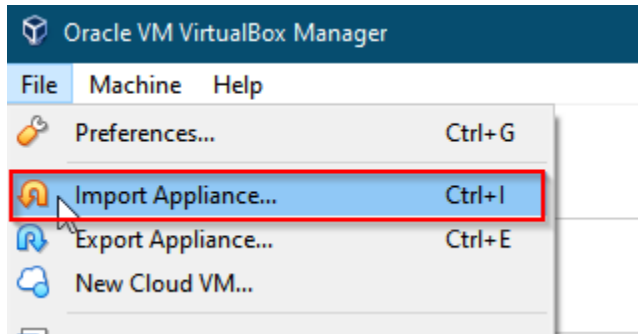 Oracle VM VirtualBox Manager
File Machine Help
Preferences... Ctrl+G
Import Appliance... Ctrl+I
Export Appliance... Ctrl+E
New Cloud VM...